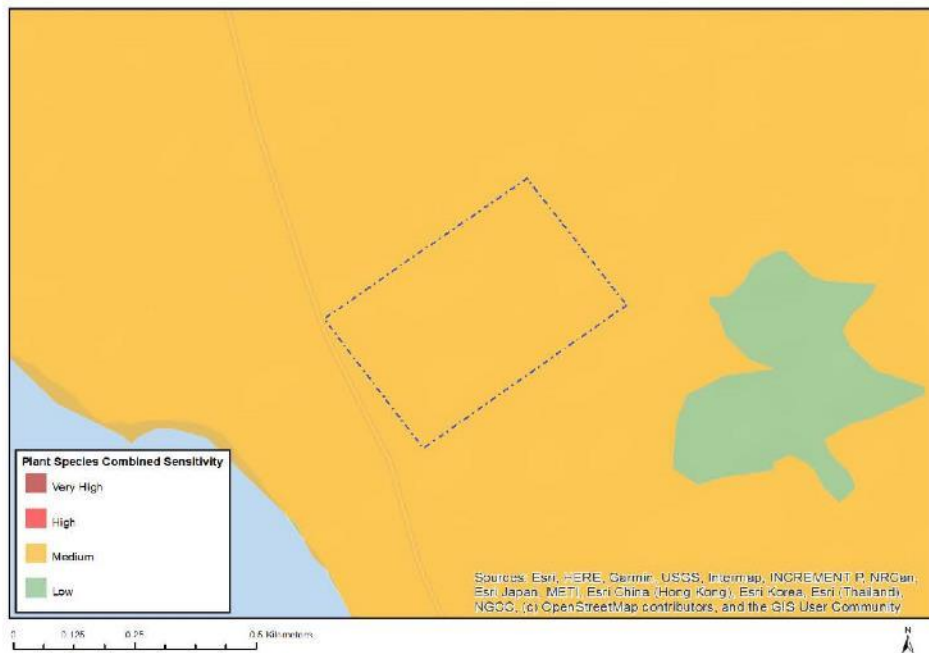 Plant Species Combined Sensitivity
Very High
High
Medium
Low
Sources: Esri, HERE, Garmin, USGS, Intermap, INCREMENT P, NRCan,
Esri Japan, METI, Esri China (Hong Kong), Esri Korea, Esri (Thailand),
NGCC, (c) OpenStreetMap contributors, and the GIS User Community
0 0.125 0.25 0.5 Kilometers
N